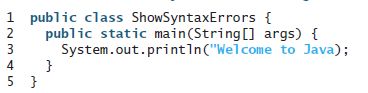 1 public class ShowSyntaxErrors {
2   public static main(String[] args) {
3     System.out.println("Welcome to Java);
4   }
5 }